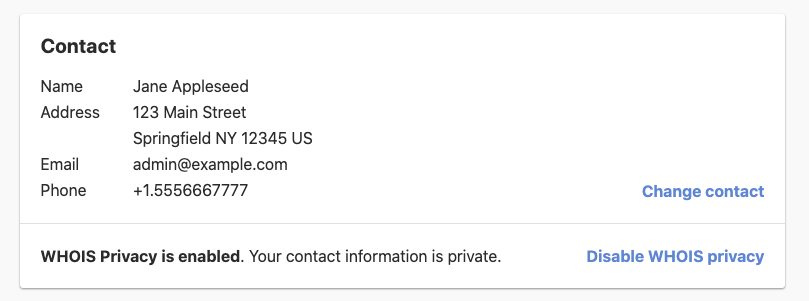 Contact
Name Jane Appleseed
Address 123 Main Street
Springfield NY 12345 US
Email admin@example.com
Phone +1.5556667777
Change contact
WHOIS Privacy is enabled. Your contact information is private.
Disable WHOIS privacy